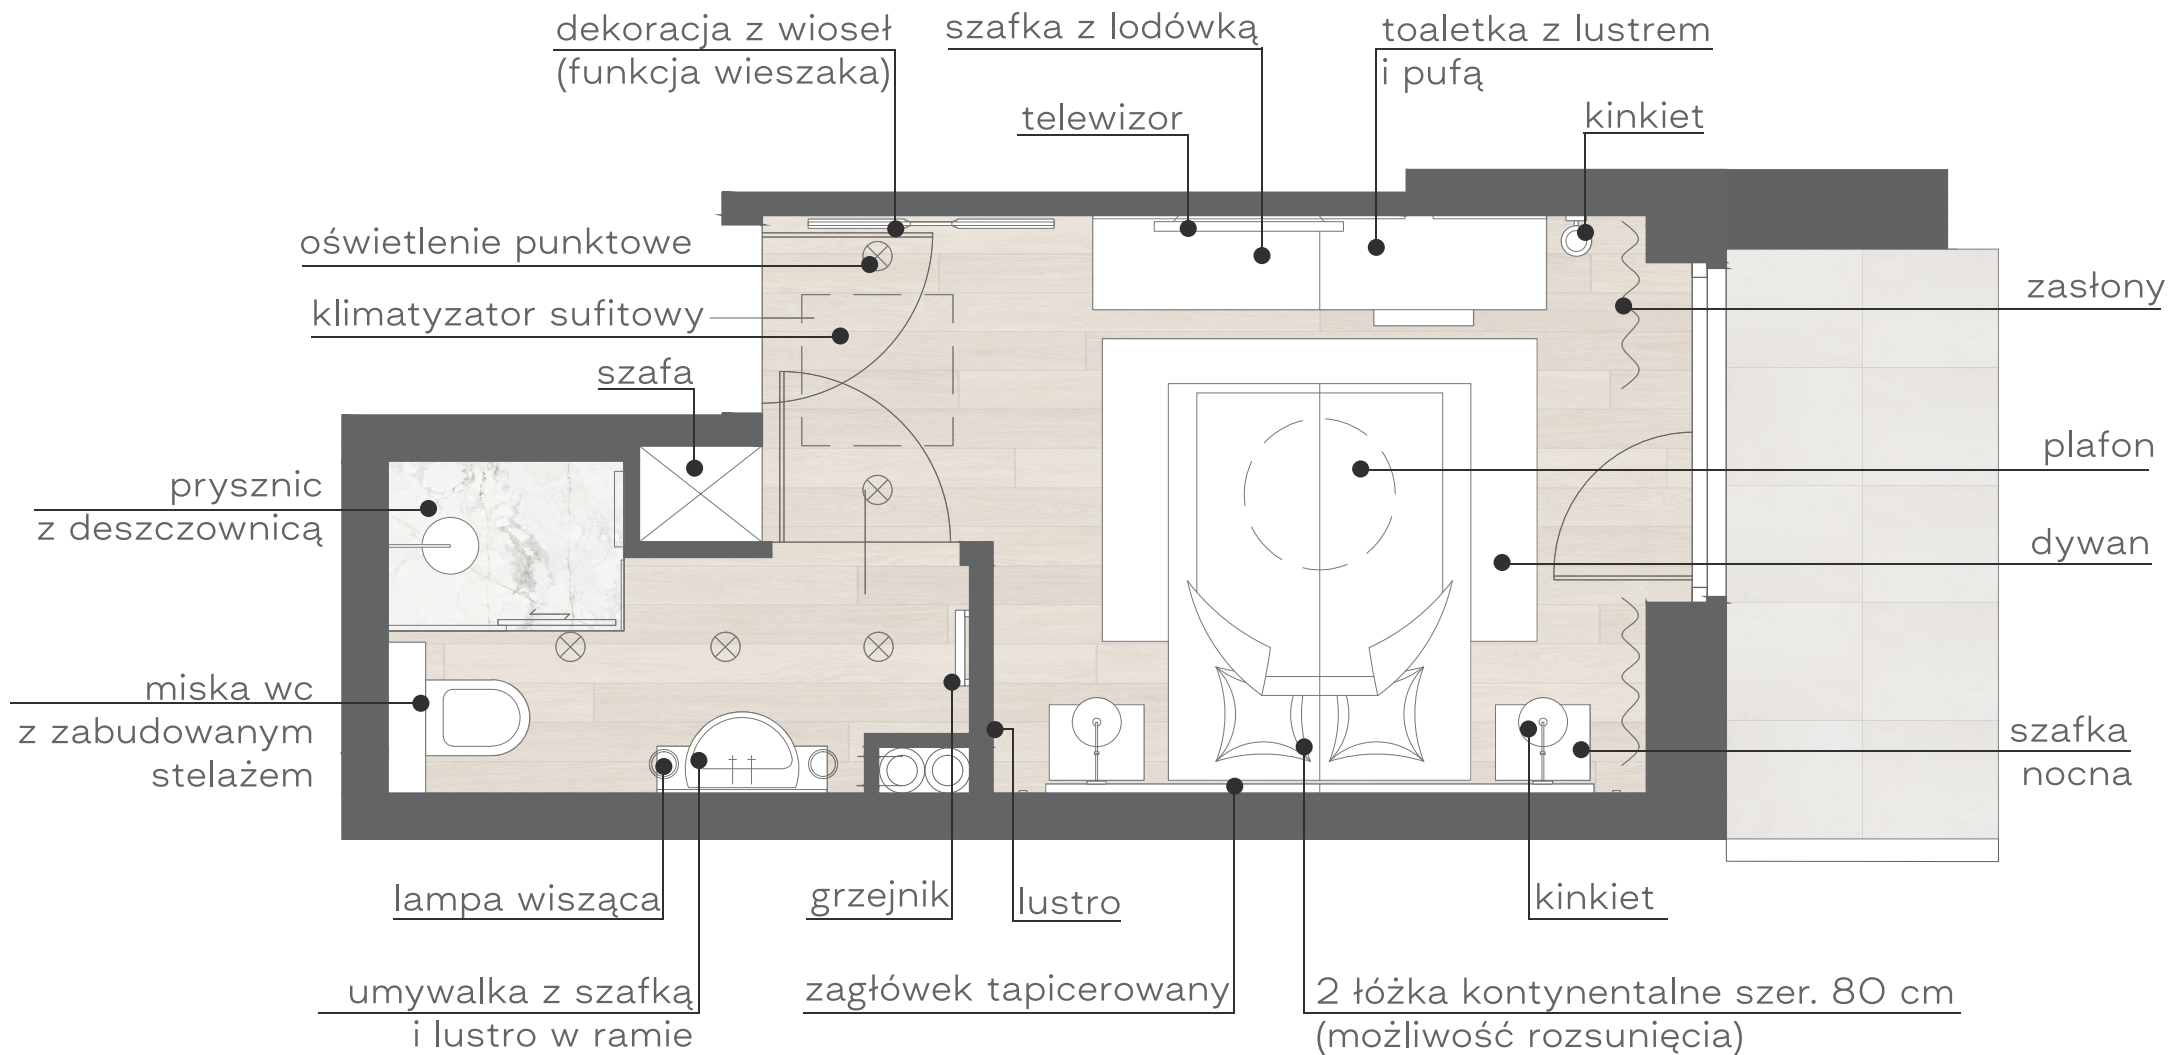 dekoracja z wioseł
(funkcja wieszaka)
szafka z lodówką
toaletka z lustrem
i pufą
telewizor
kinkiet
oświetlenie punktowe
klimatyzator sufitowy
szafa
zasłony
prysznic
z deszczownicą
plafon
dywan
miska wc
z zabudowanym
stelażem
szafka
nocna
lampa wisząca
grzejnik
lustro
kinkiet
umywalka z szafką
i lustro w ramie
zagłówek tapicerowany
2 łóżka kontynentalne szer. 80 cm
(możliwość rozsunięcia)